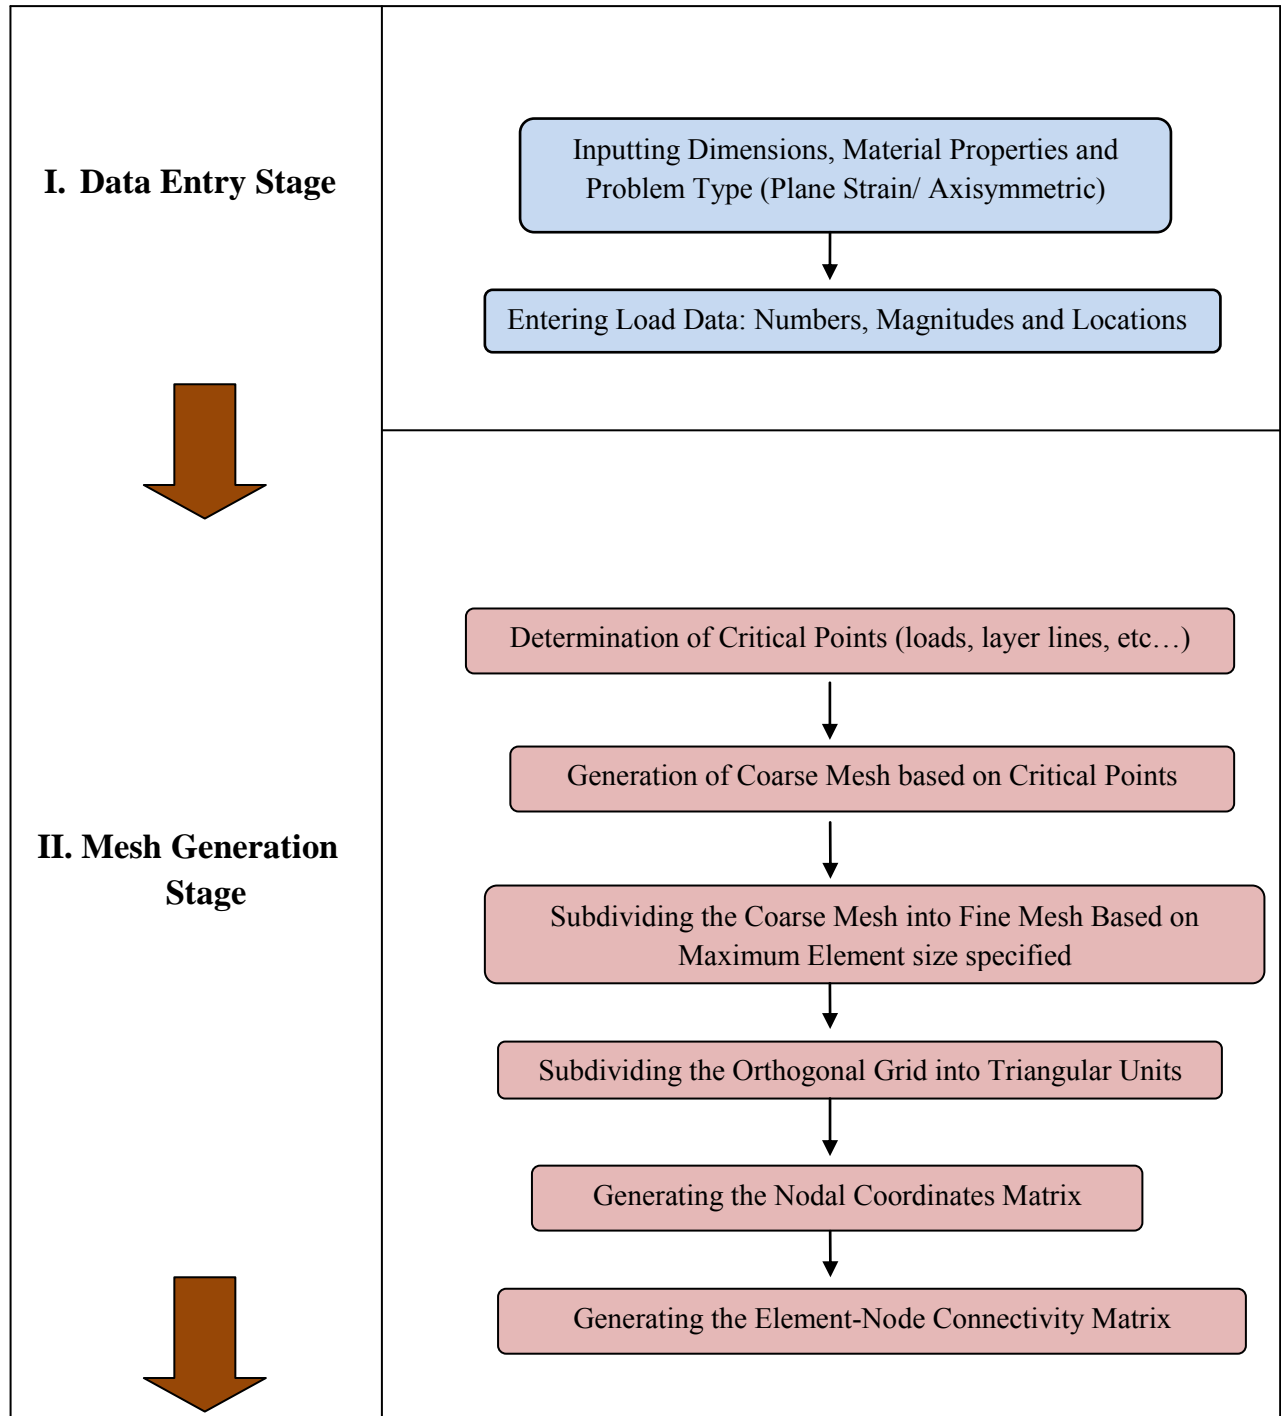 I. Data Entry Stage
Inputting Dimensions, Material Properties and
Problem Type (Plane Strain/ Axisymmetric)
Entering Load Data: Numbers, Magnitudes and Locations
II. Mesh Generation
Stage
Determination of Critical Points (loads, layer lines, etc…)
Generation of Coarse Mesh based on Critical Points
Subdividing the Coarse Mesh into Fine Mesh Based on
Maximum Element size specified
Subdividing the Orthogonal Grid into Triangular Units
Generating the Nodal Coordinates Matrix
Generating the Element-Node Connectivity Matrix